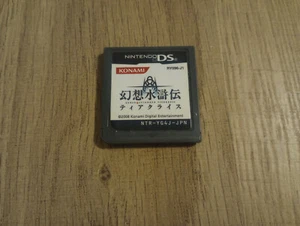 NINTENDO DS
KONAMI
幻想水滸伝
ティアクライス
©2008 Konami Digital Entertainment
NTR-YG4J-JPN